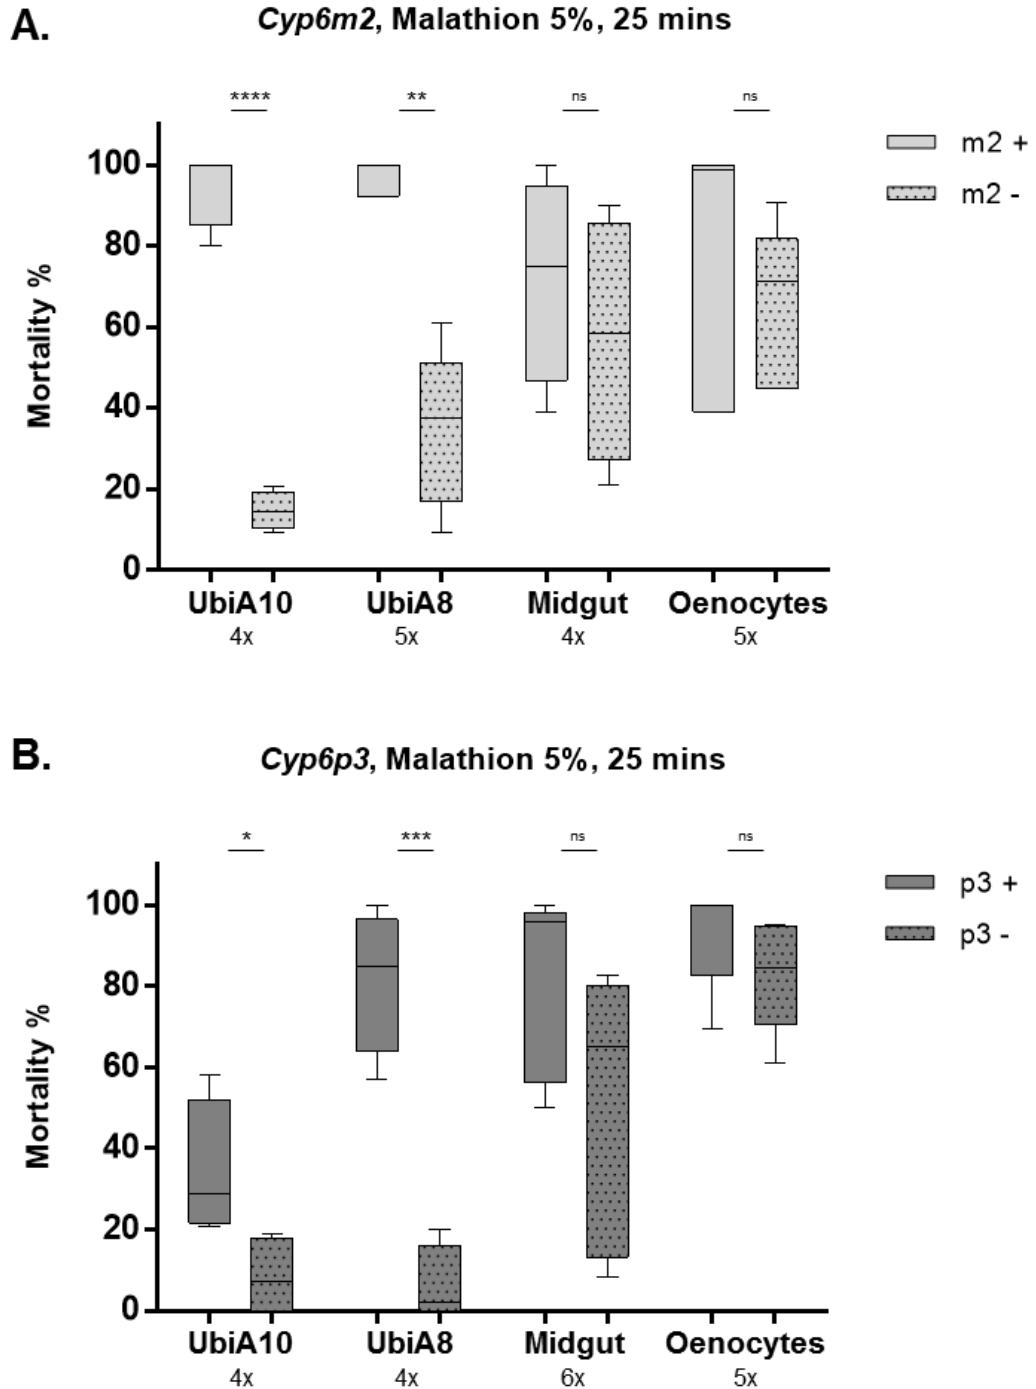 A.
Cyp6m2, Malathion 5%, 25 mins
**** ** ns ns
m2 +
m2 -
Mortality %
100
80
60
40
20
0
UbiA10 UbiA8 Midgut Oenocytes
4x 5x 4x 5x
B.
Cyp6p3, Malathion 5%, 25 mins
* *** ns ns
p3 +
p3 -
Mortality %
100
80
60
40
20
0
UbiA10 UbiA8 Midgut Oenocytes
4x 4x 6x 5x